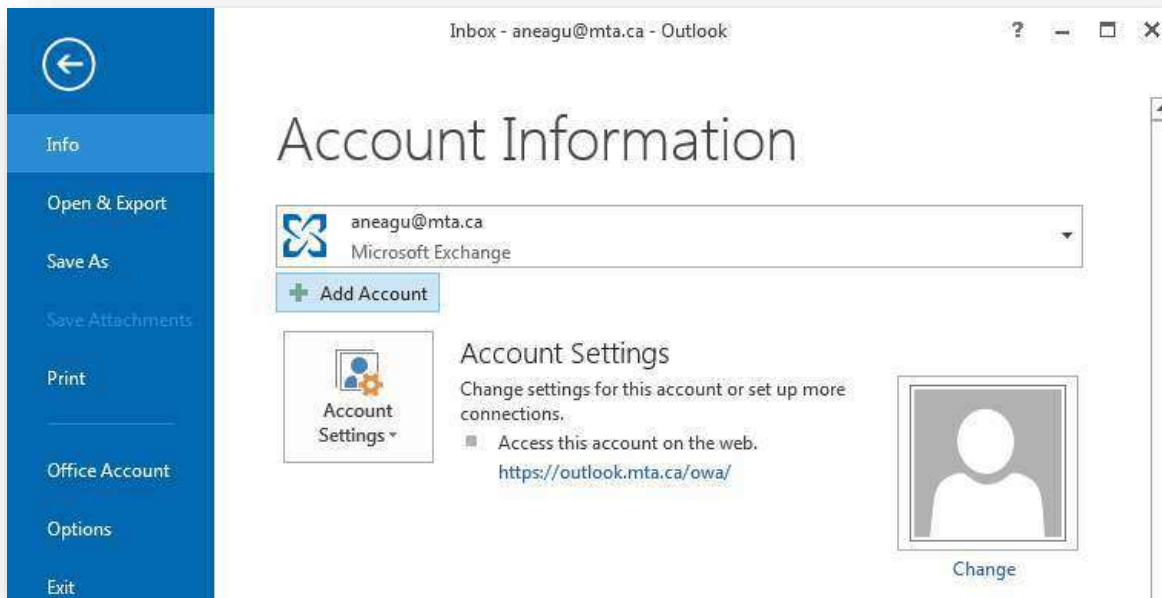 Inbox - aneagu@mta.ca - Outlook
?
Info
Open & Export
Save As
Save Attachments
Print
Office Account
Options
Exit
Account Information
aneagu@mta.ca
Microsoft Exchange
Add Account
Account
Settings
Account Settings
Change settings for this account or set up more
connections.
Access this account on the web.
https://outlook.mta.ca/owa/
Change